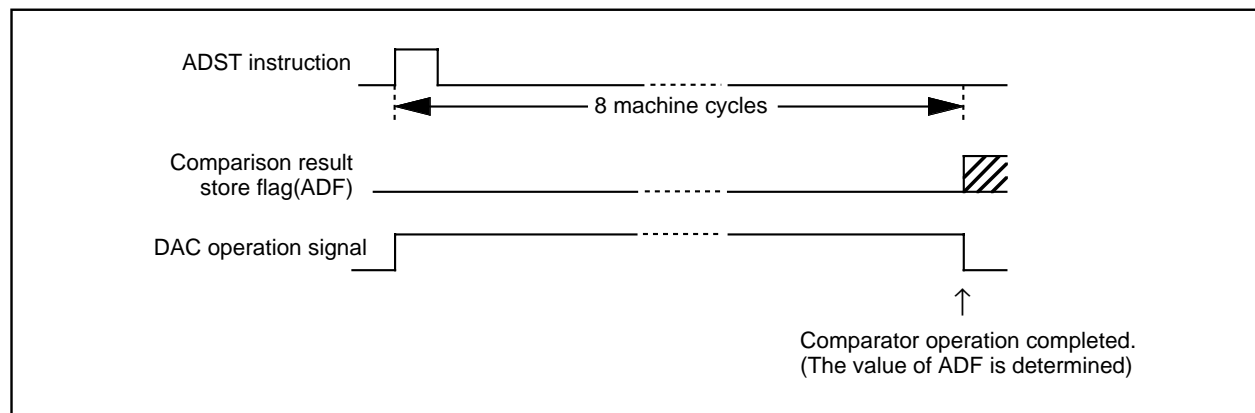 ADST instruction
8 machine cycles
Comparison result
store flag(ADF)
DAC operation signal
Comparator operation completed.
(The value of ADF is determined)